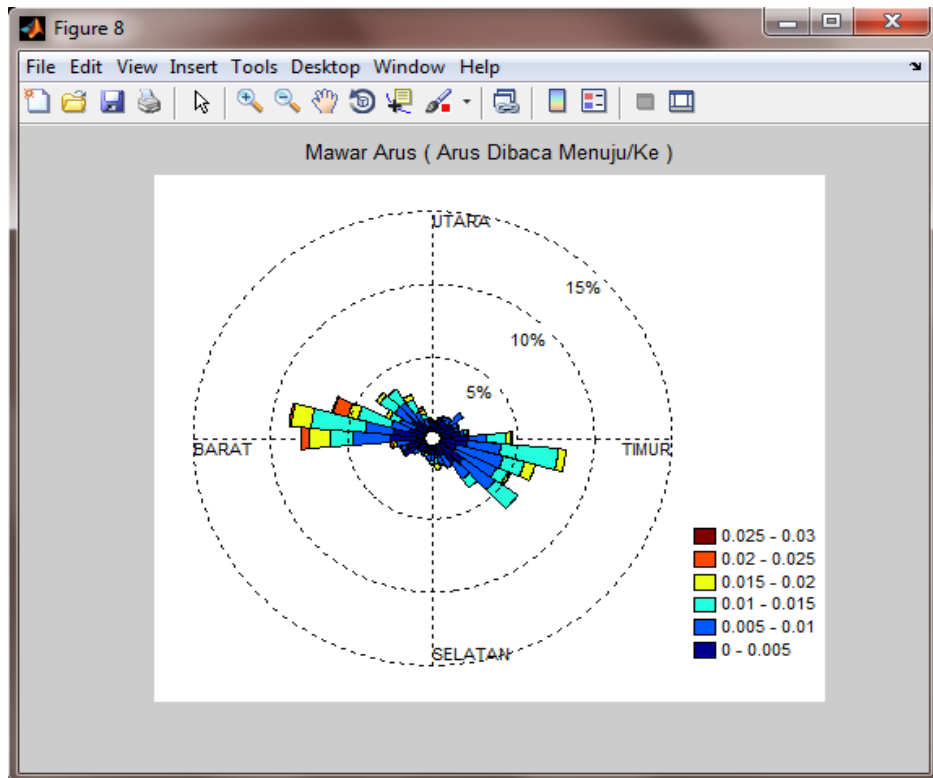 Figure 8
File Edit View Insert Tools Desktop Window Help
Mawar Arus ( Arus Dibaca Menuju/Ke )
UTARA
15%
10%
5%
BARAT
TIMUR
0.025 - 0.03
0.02 - 0.025
0.015 - 0.02
0.01 - 0.015
0.005 - 0.01
0 - 0.005
SELATAN